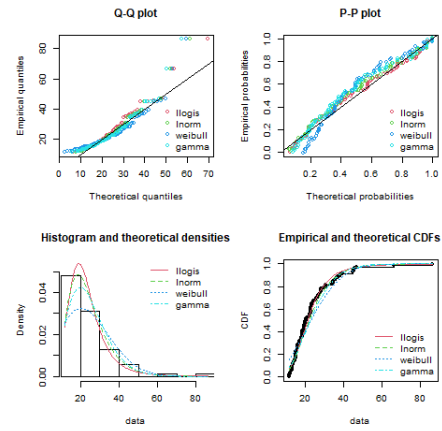 Q-Q plot
Empirical quantiles
20 40 60 80
llogis
lnorm
weibull
gamma
0 10 20 30 40 50 60 70
Theoretical quantiles
P-P plot
Empirical probabilities
0.0 0.2 0.4 0.6 0.8 1.0
llogis
lnorm
weibull
gamma
0.2 0.4 0.6 0.8 1.0
Theoretical probabilities
Histogram and theoretical densities
Density
0.00 0.02 0.04
llogis
lnorm
weibull
gamma
20 40 60 80
data
Empirical and theoretical CDFs
CDF
0.0 0.2 0.4 0.6 0.8 1.0
llogis
lnorm
weibull
gamma
20 40 60 80
data